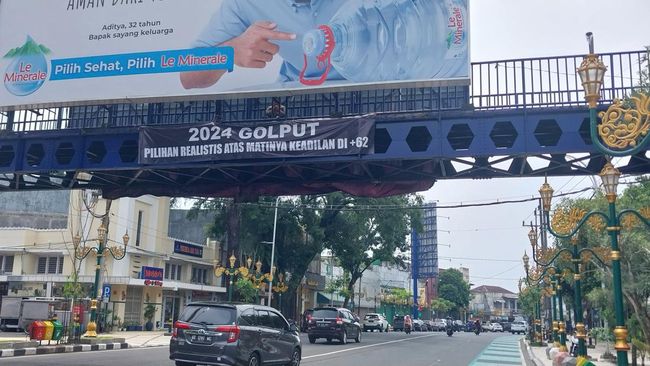 AMAN DARI
Aditya, 32 tahun
Bapak sayang keluarga
Le Minerale
Pilih Sehat, Pilih Le Minerale
Le Minerale
2024 GOLPUT
PILIHAN REALISTIS ATAS MATINYA KEADILAN DI +62
P